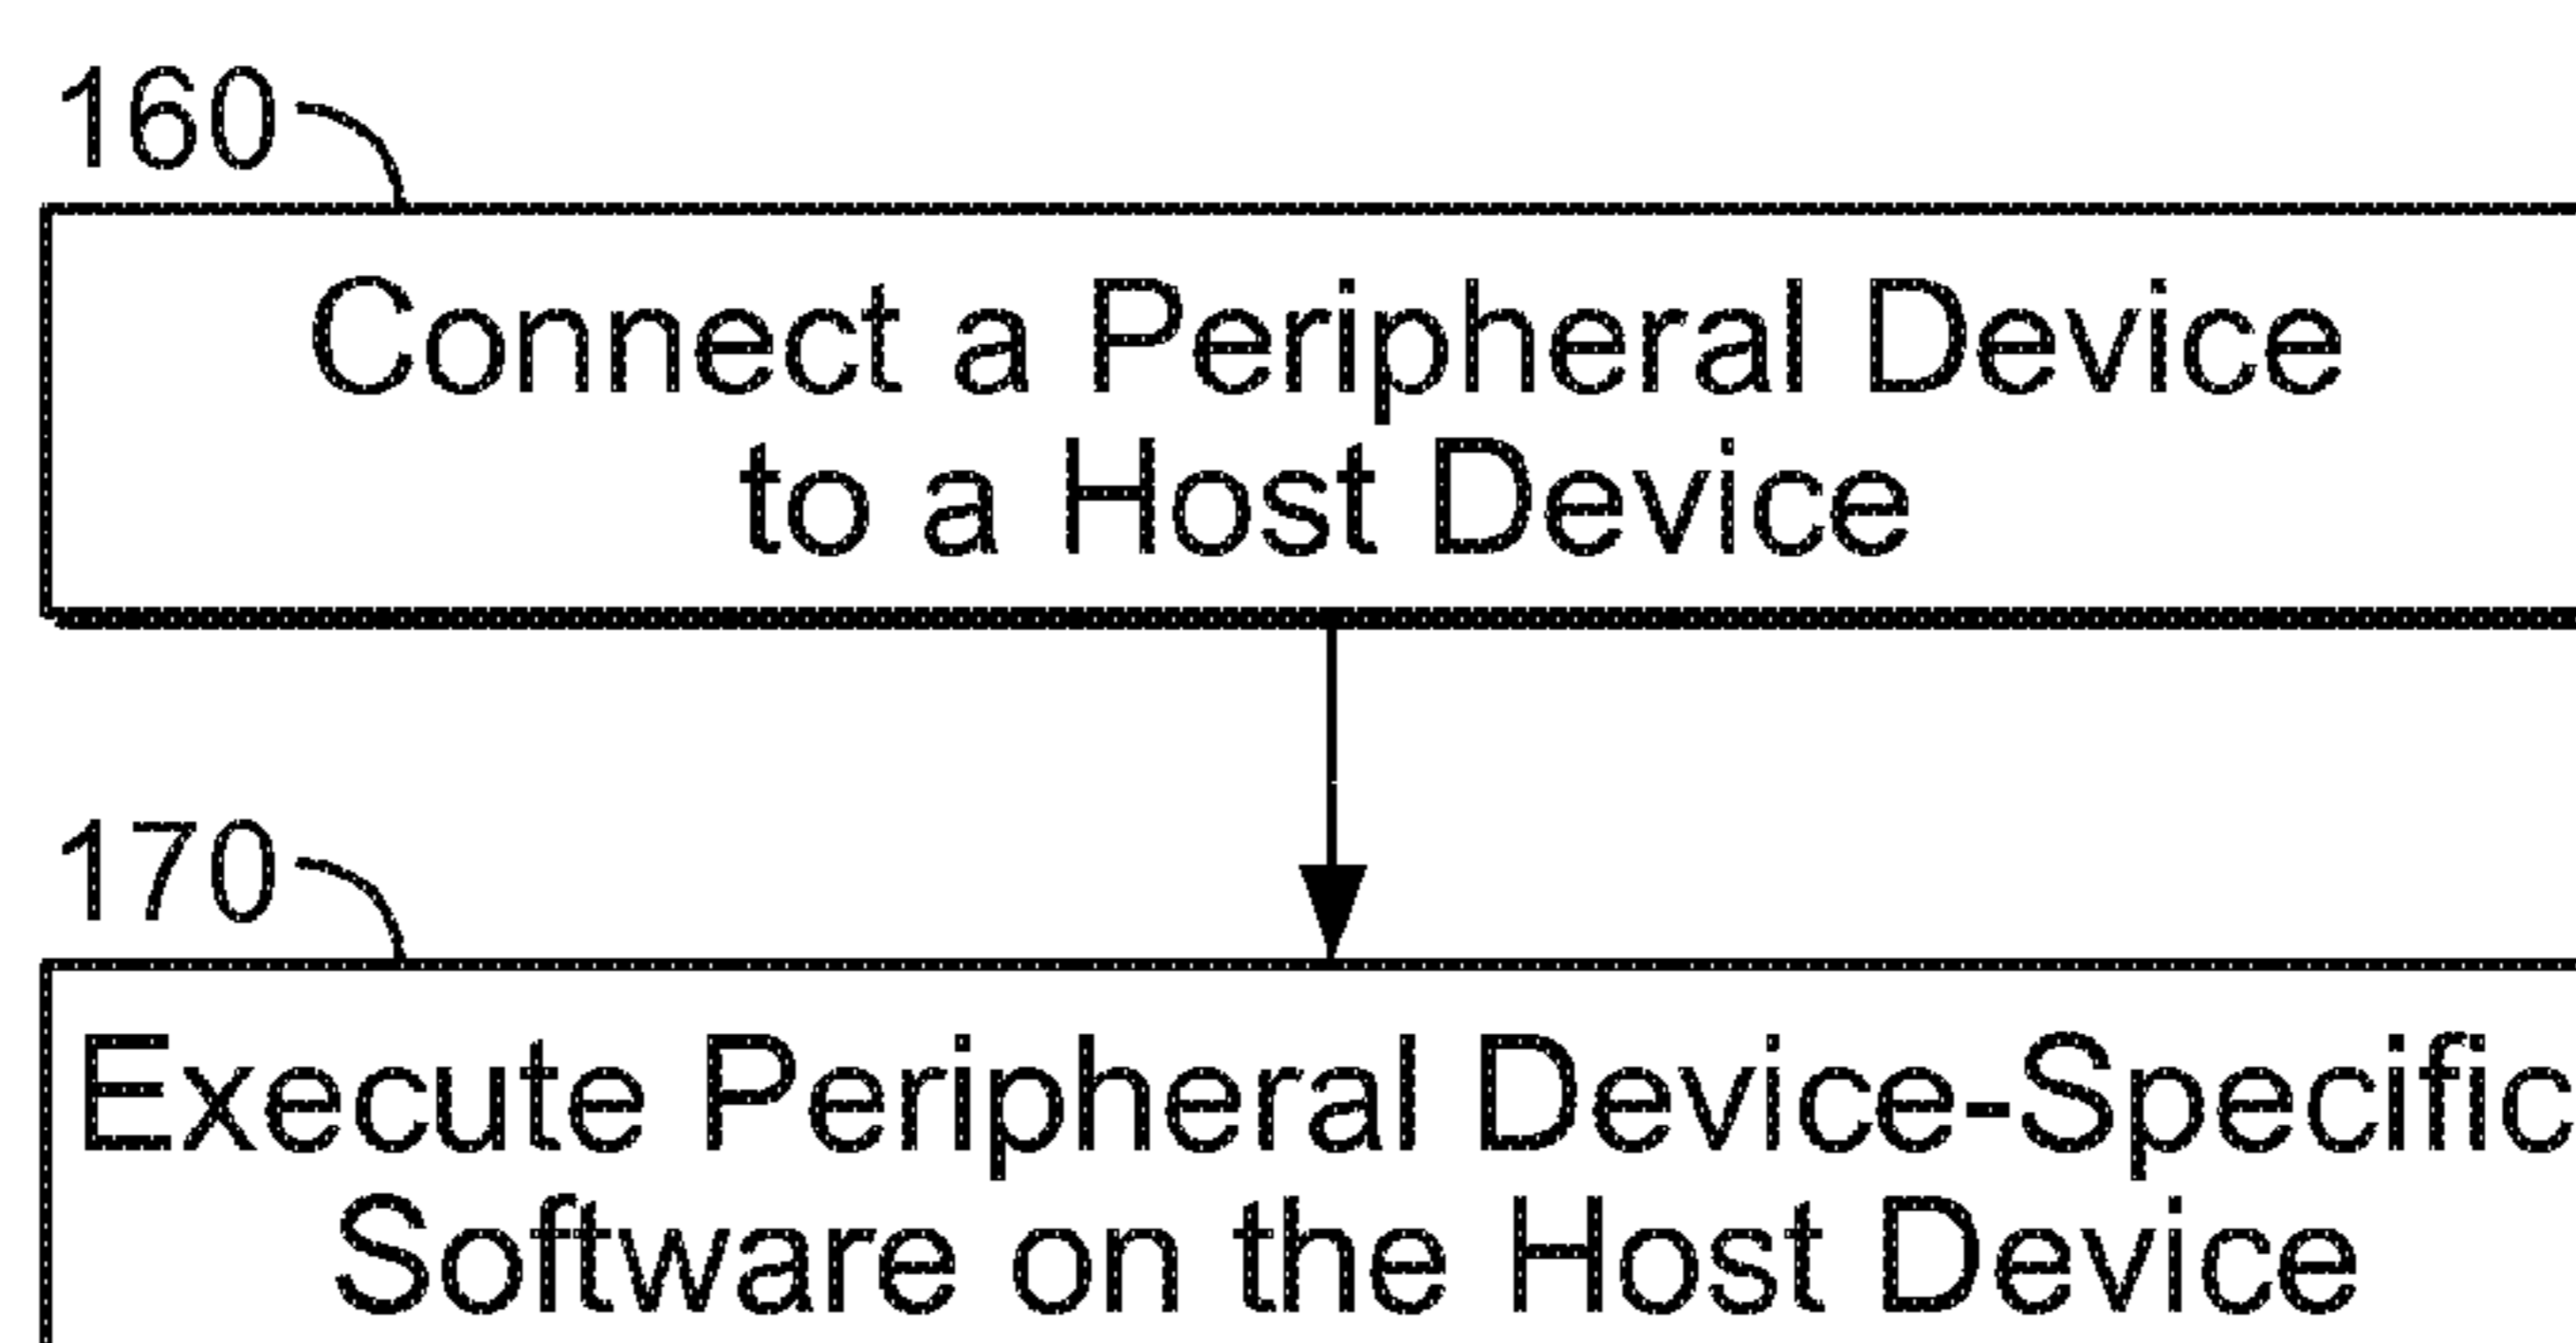 160
Connect a Peripheral Device
to a Host Device
170
Execute Peripheral Device-Specific
Software on the Host Device